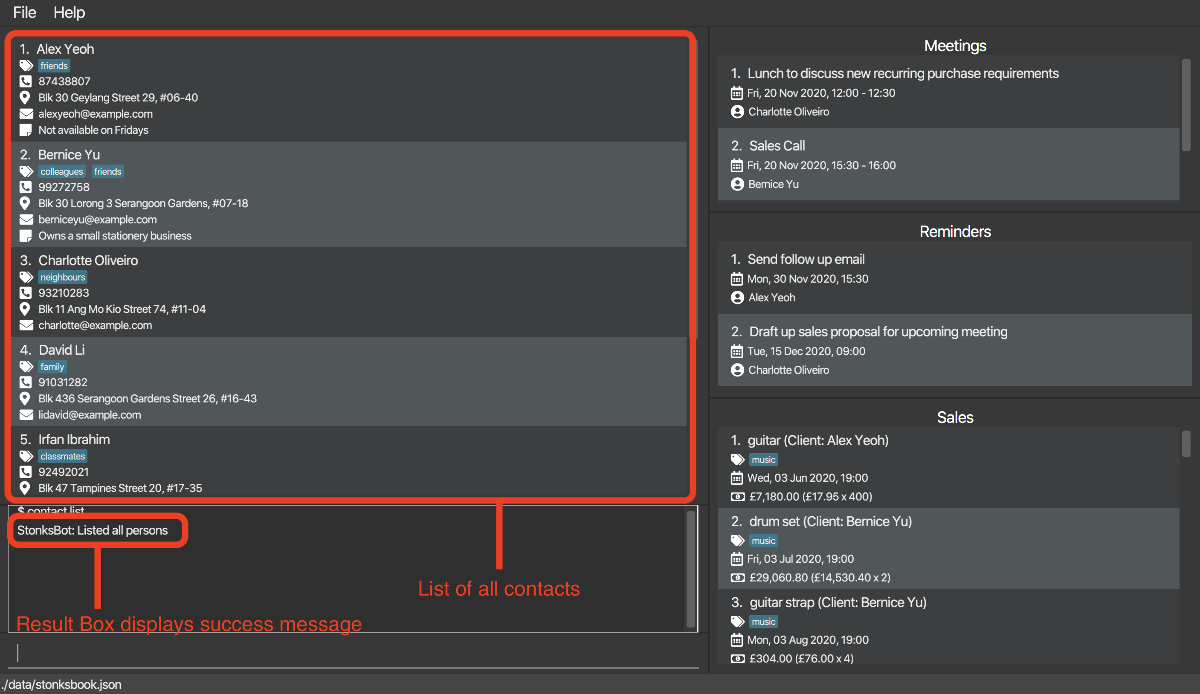 File Help
1. Alex Yeoh
friends
87438807
Blk 30 Geylang Street 29, #06-40
alexyeoh@example.com
Not available on Fridays
2. Bernice Yu
colleagues friends
99272758
Blk 30 Lorong 3 Serangoon Gardens, #07-18
berniceyu@example.com
Owns a small stationery business
3. Charlotte Oliveiro
neighbours
93210283
Blk 11 Ang Mo Kio Street 74, #11-04
charlotte@example.com
4. David Li
family
91031282
Blk 436 Serangoon Gardens Street 26, #16-43
lidavid@example.com
5. Irfan Ibrahim
classmates
92492021
Blk 47 Tampines Street 20, #17-35
$ contact list
StonksBot: Listed all persons
List of all contacts
Result Box displays success message
./data/stonksbook.json
Meetings
1. Lunch to discuss new recurring purchase requirements
Fri, 20 Nov 2020, 12:00 - 12:30
Charlotte Oliveiro
2. Sales Call
Fri, 20 Nov 2020, 15:30 - 16:00
Bernice Yu
Reminders
1. Send follow up email
Mon, 30 Nov 2020, 15:30
Alex Yeoh
2. Draft up sales proposal for upcoming meeting
Tue, 15 Dec 2020, 09:00
Charlotte Oliveiro
Sales
1. guitar (Client: Alex Yeoh)
music
Wed, 03 Jun 2020, 19:00
£7,180.00 (£17.95 x 400)
2. drum set (Client: Bernice Yu)
music
Fri, 03 Jul 2020, 19:00
£29,060.80 (£14,530.40 x 2)
3. guitar strap (Client: Bernice Yu)
music
Mon, 03 Aug 2020, 19:00
£304.00 (£76.00 x 4)